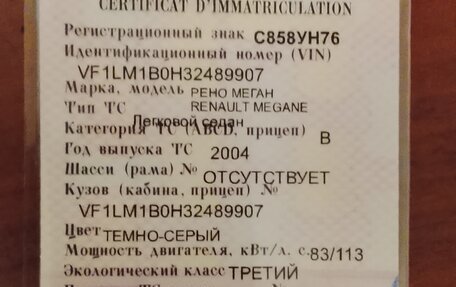 CERTIFICAT D'IMMATRICULATION
Регистрационный знак С858УН76
Идентификационный номер (VIN)
VF1LM1B0H32489907
Марка, модель РЕНО МЕГАН
RENAULT MEGANE
Тип ТС Легковой седан
Категория ТС (ABCD, прицеп) B
Год выпуска ТС 2004
Шасси (рама) № ОТСУТСТВУЕТ
Кузов (кабина, прицеп) №
VF1LM1B0H32489907
Цвет ТЕМНО-СЕРЫЙ
Мощность двигателя, кВт/л. с. 83/113
Экологический класс ТРЕТИЙ